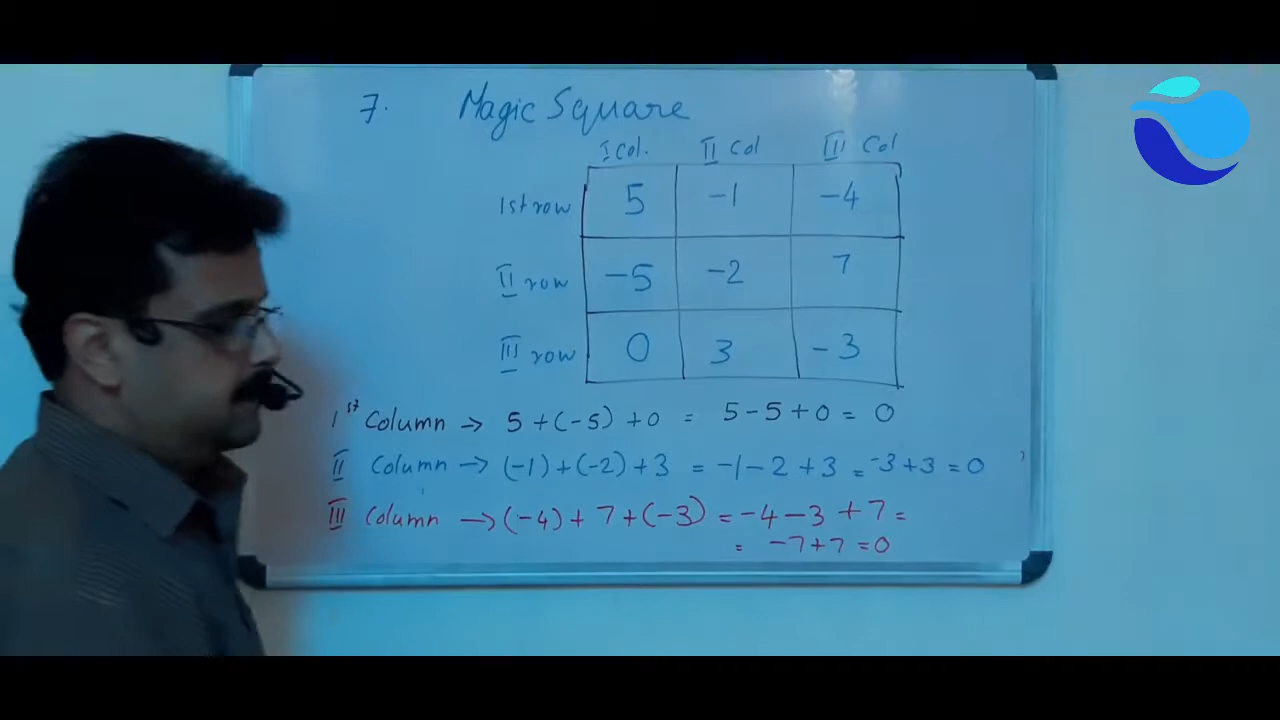 7. Magic Square
I Col. II Col III Col
1st row 5 -1 -4
II row -5 -2 7
III row 0 3 -3
1st Column → 5 + (-5) + 0 = 5 - 5 + 0 = 0
II Column → (-1) + (-2) + 3 = -1 - 2 + 3 = -3 + 3 = 0
III Column → (-4) + 7 + (-3) = -4 - 3 + 7 =
= -7 + 7 = 0